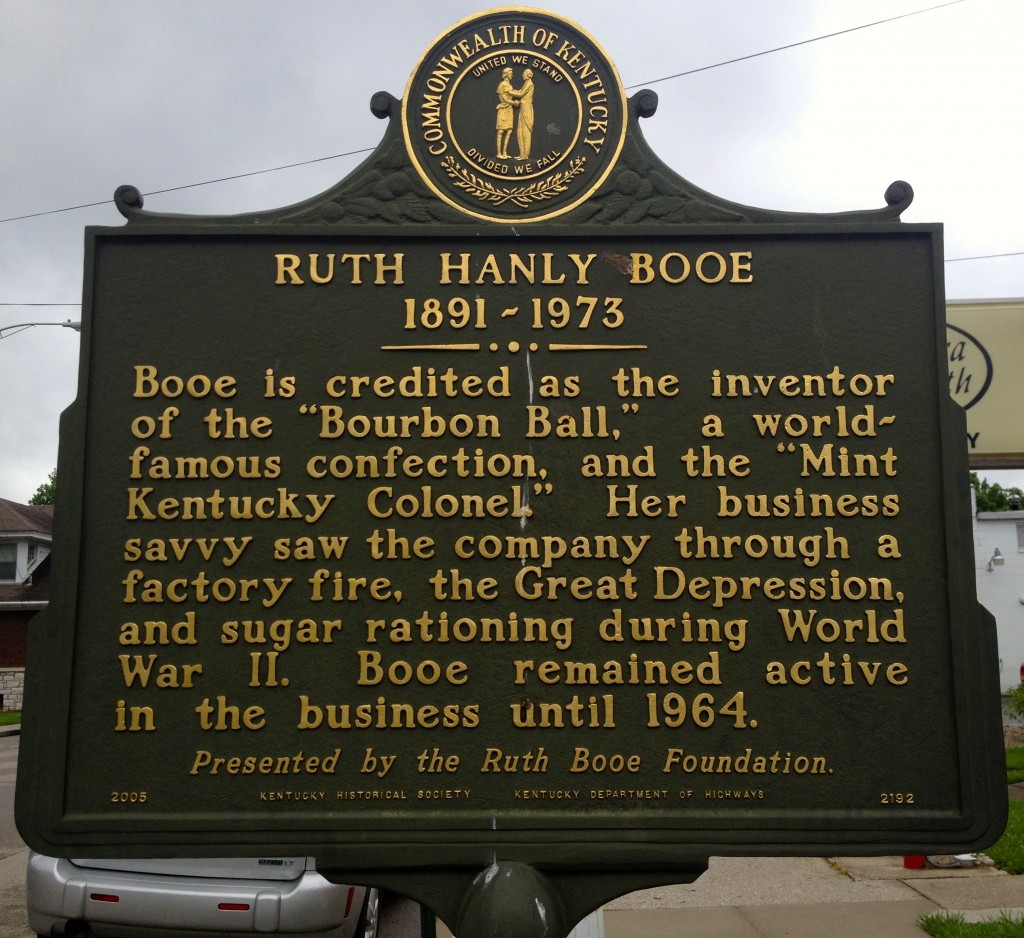 COMMONWEALTH OF KENTUCKY
UNITED WE STAND
DIVIDED WE FALL
RUTH HANLY BOOE
1891 ~ 1973
Booe is credited as the inventor
of the "Bourbon Ball," a world-
famous confection, and the "Mint
Kentucky Colonel." Her business
savvy saw the company through a
factory fire, the Great Depression,
and sugar rationing during World
War II. Booe remained active
in the business until 1964.
Presented by the Ruth Booe Foundation.
2005 KENTUCKY HISTORICAL SOCIETY KENTUCKY DEPARTMENT OF HIGHWAYS 2192